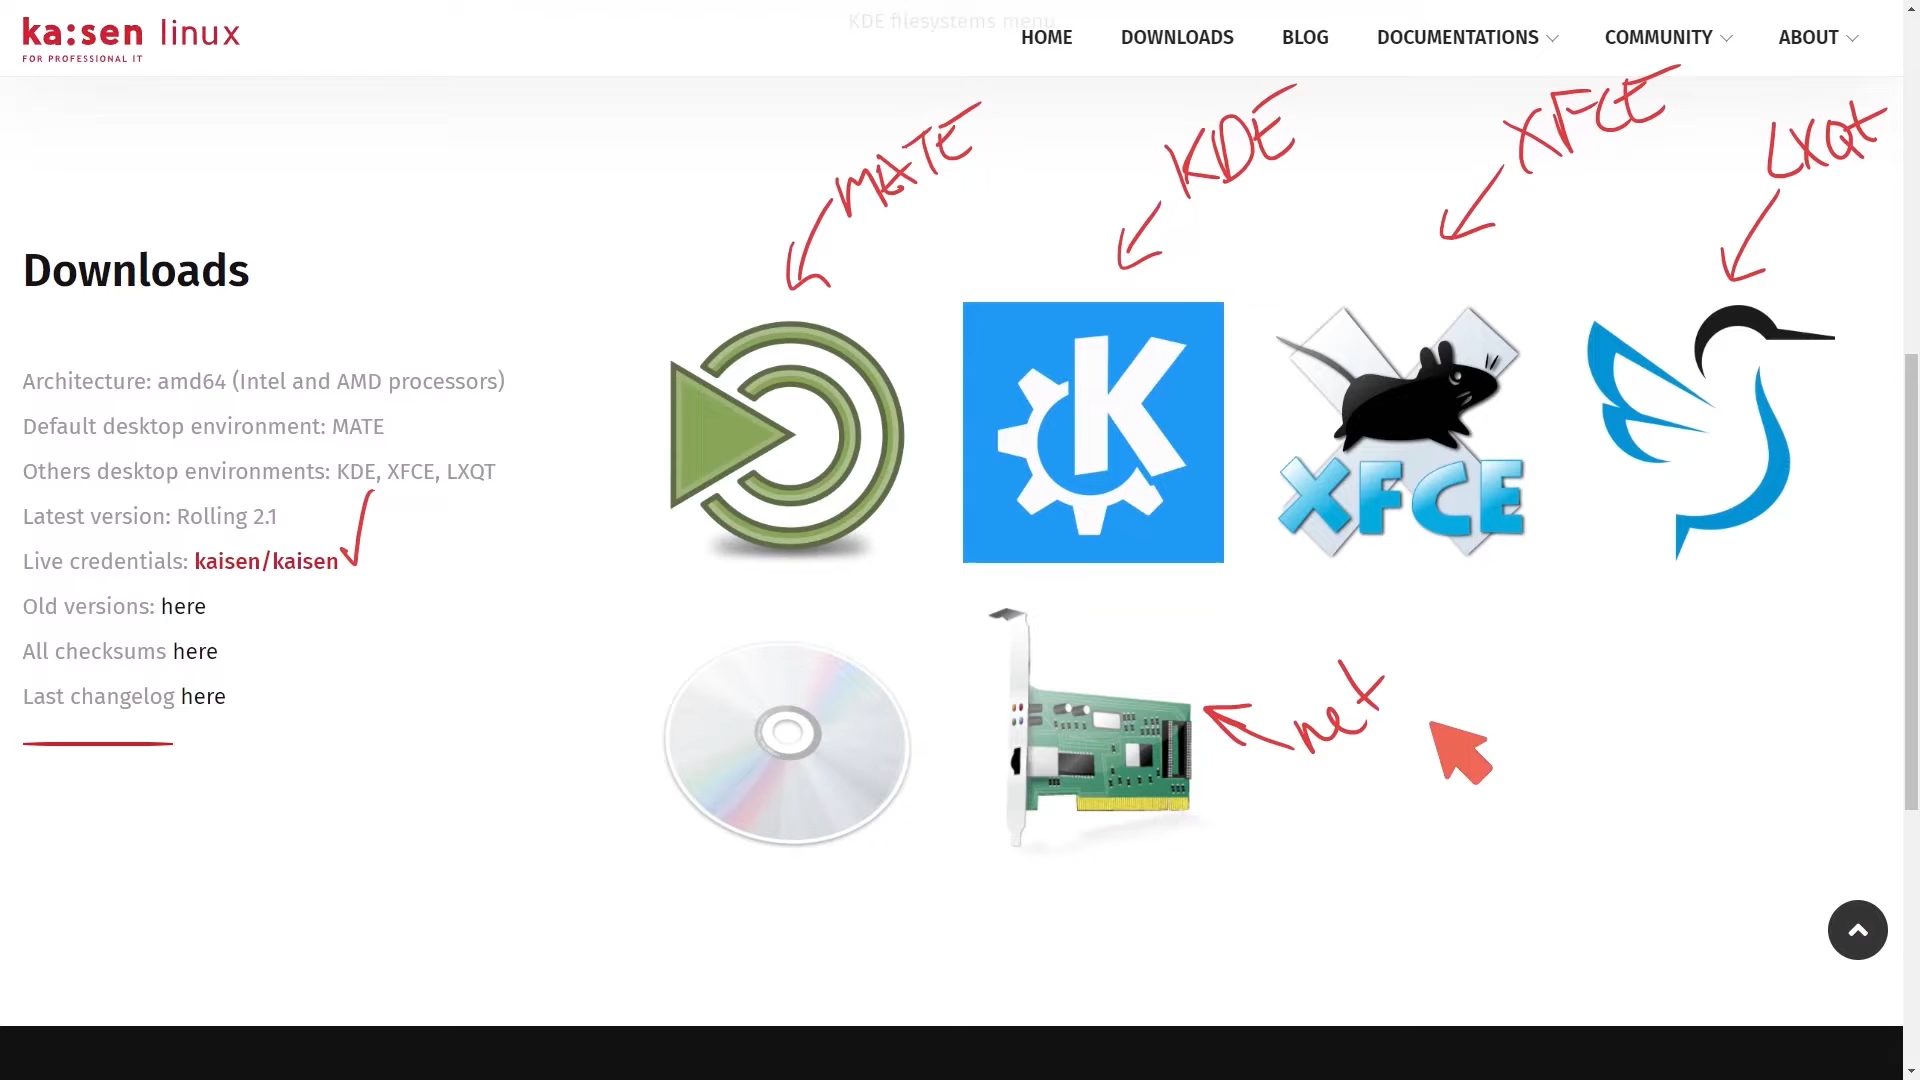 ka:sen linux
FOR PROFESSIONAL IT
KDE filesystems menu
HOME DOWNLOADS BLOG DOCUMENTATIONS COMMUNITY ABOUT
MATE
KDE
XFCE
LXQt
Downloads
Architecture: amd64 (Intel and AMD processors)
Default desktop environment: MATE
Others desktop environments: KDE, XFCE, LXQT
Latest version: Rolling 2.1
Live credentials: kaisen/kaisen
Old versions: here
All checksums here
Last changelog here
K
XFCE
net